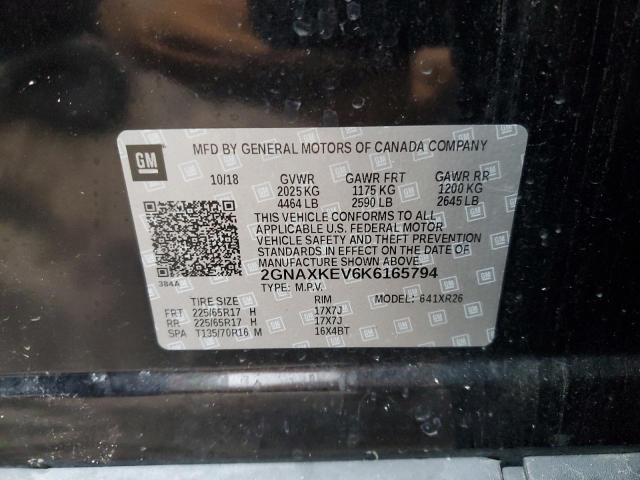 MFD BY GENERAL MOTORS OF CANADA COMPANY
GM
10/18 GVWR GAWR FRT GAWR RR
2025 KG 1175 KG 1200 KG
4464 LB 2590 LB 2645 LB
THIS VEHICLE CONFORMS TO ALL
APPLICABLE U.S. FEDERAL MOTOR
VEHICLE SAFETY AND THEFT PREVENTION
STANDARDS IN EFFECT ON THE DATE OF
MANUFACTURE SHOWN ABOVE.
2GNAXKEV6K6165794
384A
TYPE: M.P.V.
TIRE SIZE RIM MODEL: 641XR26
FRT 225/65R17 H 17X7J
RR 225/65R17 H 17X7J
SPA T135/70R16 M 16X4BT